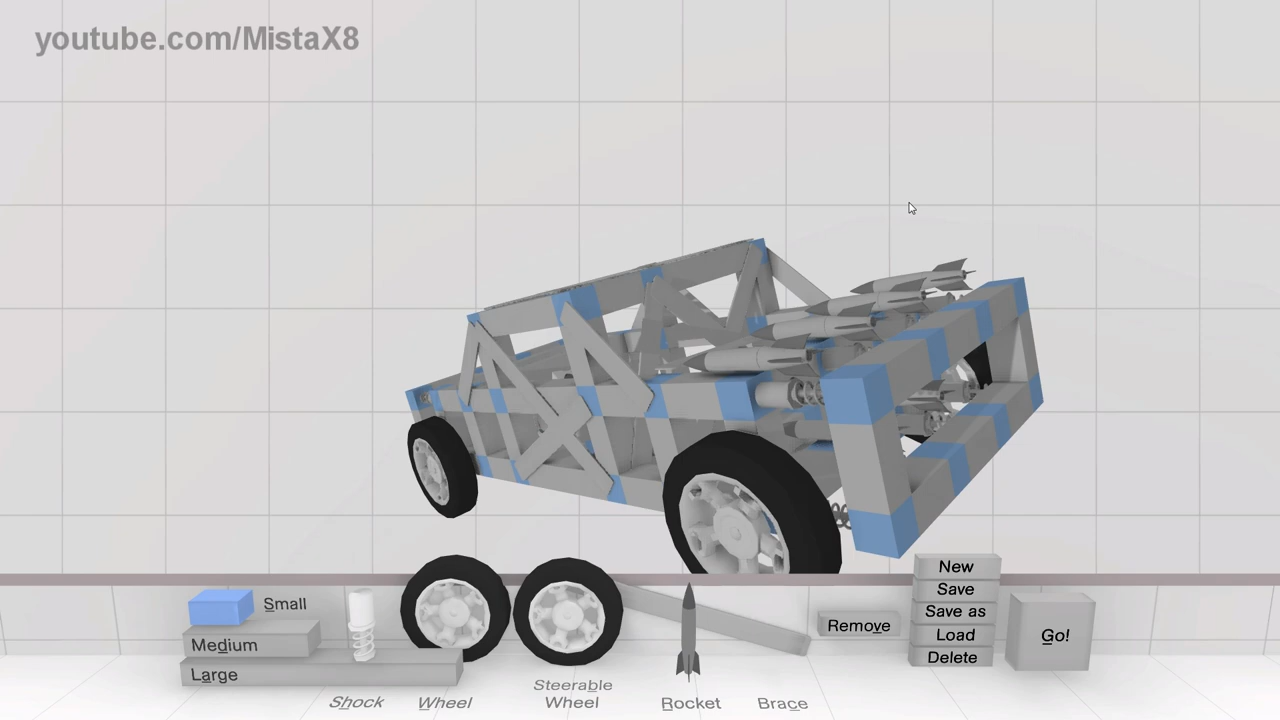 youtube.com/MistaX8
Small
Medium
Large
Shock
Wheel
Steerable
Wheel
Rocket
Brace
Remove
New
Save
Save as
Load
Delete
Go!